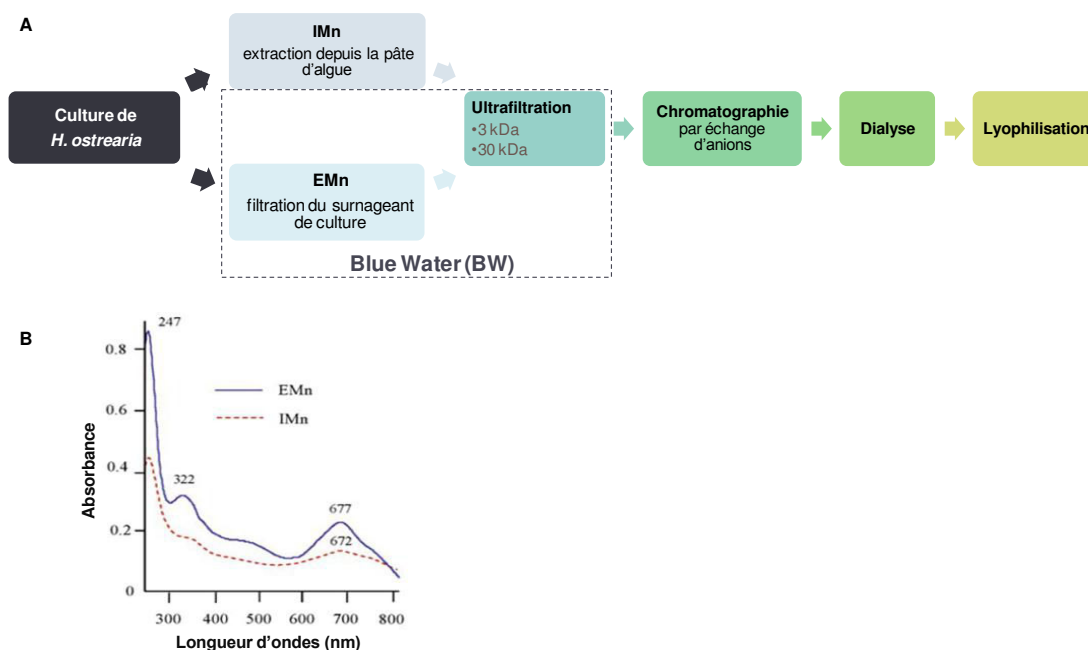 A
IMn
extraction depuis la pâte
d'algue
Culture de
H. ostrearia
Ultrafiltration
•3 kDa
•30 kDa
Chromatographie
par échange
d'anions
Dialyse
Lyophilisation
EMn
filtration du surnageant
de culture
Blue Water (BW)
B
247
0.8
EMn
0.6
IMn
0.4
322
677
0.2
672
0
300 400 500 600 700 800
Absorbance
Longueur d'ondes (nm)